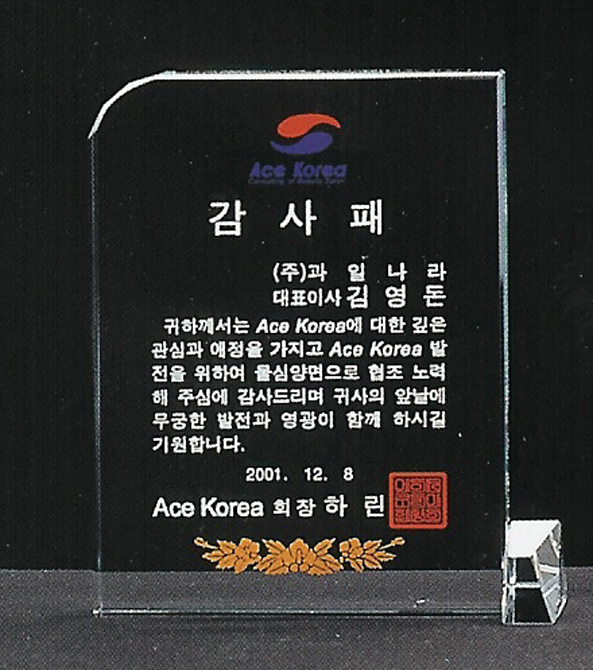 Ace Korea
감 사 패
(주)과 일 나 라
대표이사 김 영 돈
귀하께서는 Ace Korea에 대한 깊은
관심과 애정을 가지고 Ace Korea 발
전을 위하여 물심양면으로 협조 노력
해 주심에 감사드리며 귀사의 앞날에
무궁한 발전과 영광이 함께 하시길
기원합니다.
2001. 12. 8
Ace Korea 회장 하 린